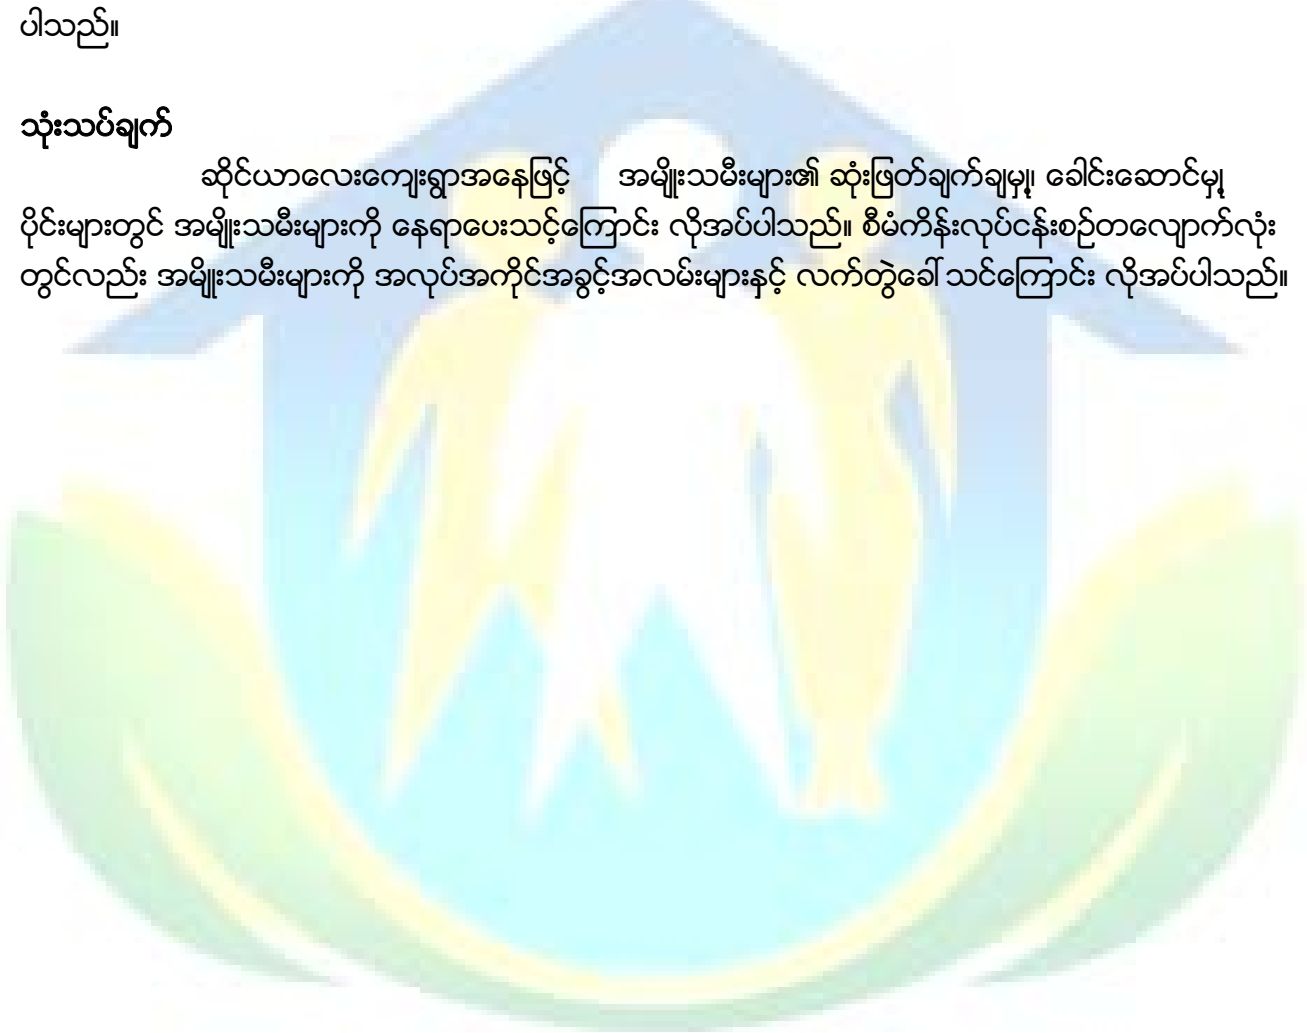 ပါသည်။
သုံးသပ်ချက်
ဆိုင်ယာလေးကျေးရွာအနေဖြင့် အမျိုးသမီးများ၏ ဆုံးဖြတ်ချက်ချမှု၊ ခေါင်းဆောင်မှု
ပိုင်းများတွင် အမျိုးသမီးများကို နေရာပေးသင့်ကြောင်း လိုအပ်ပါသည်။ စီမံကိန်းလုပ်ငန်းစဉ်တလျောက်လုံး
တွင်လည်း အမျိုးသမီးများကို အလုပ်အကိုင်အခွင့်အလမ်းများနှင့် လက်တွဲခေါ်သင်ကြောင်း လိုအပ်ပါသည်။